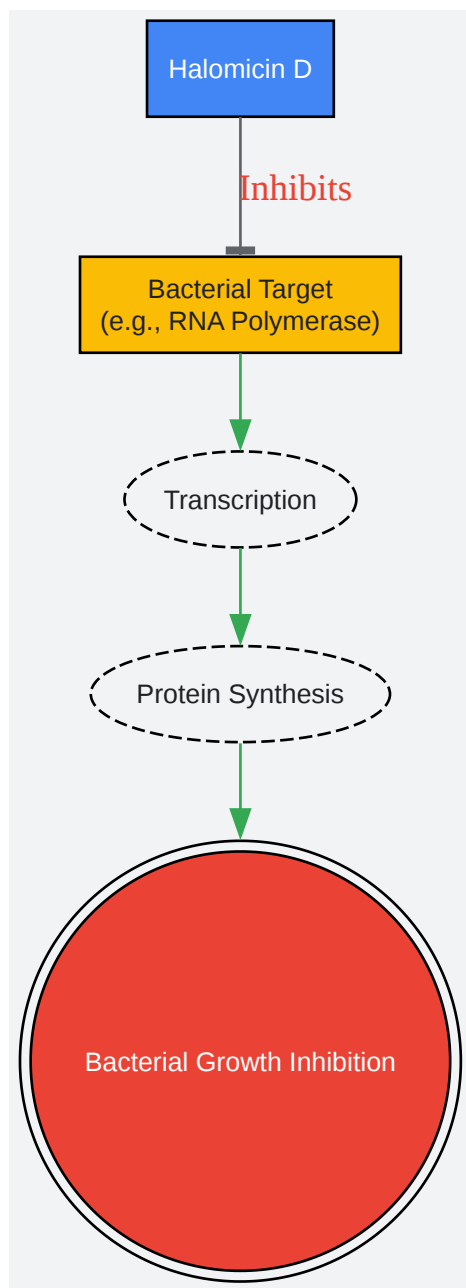 Halomicin D
Inhibits
Bacterial Target
(e.g., RNA Polymerase)
Transcription
Protein Synthesis
Bacterial Growth Inhibition